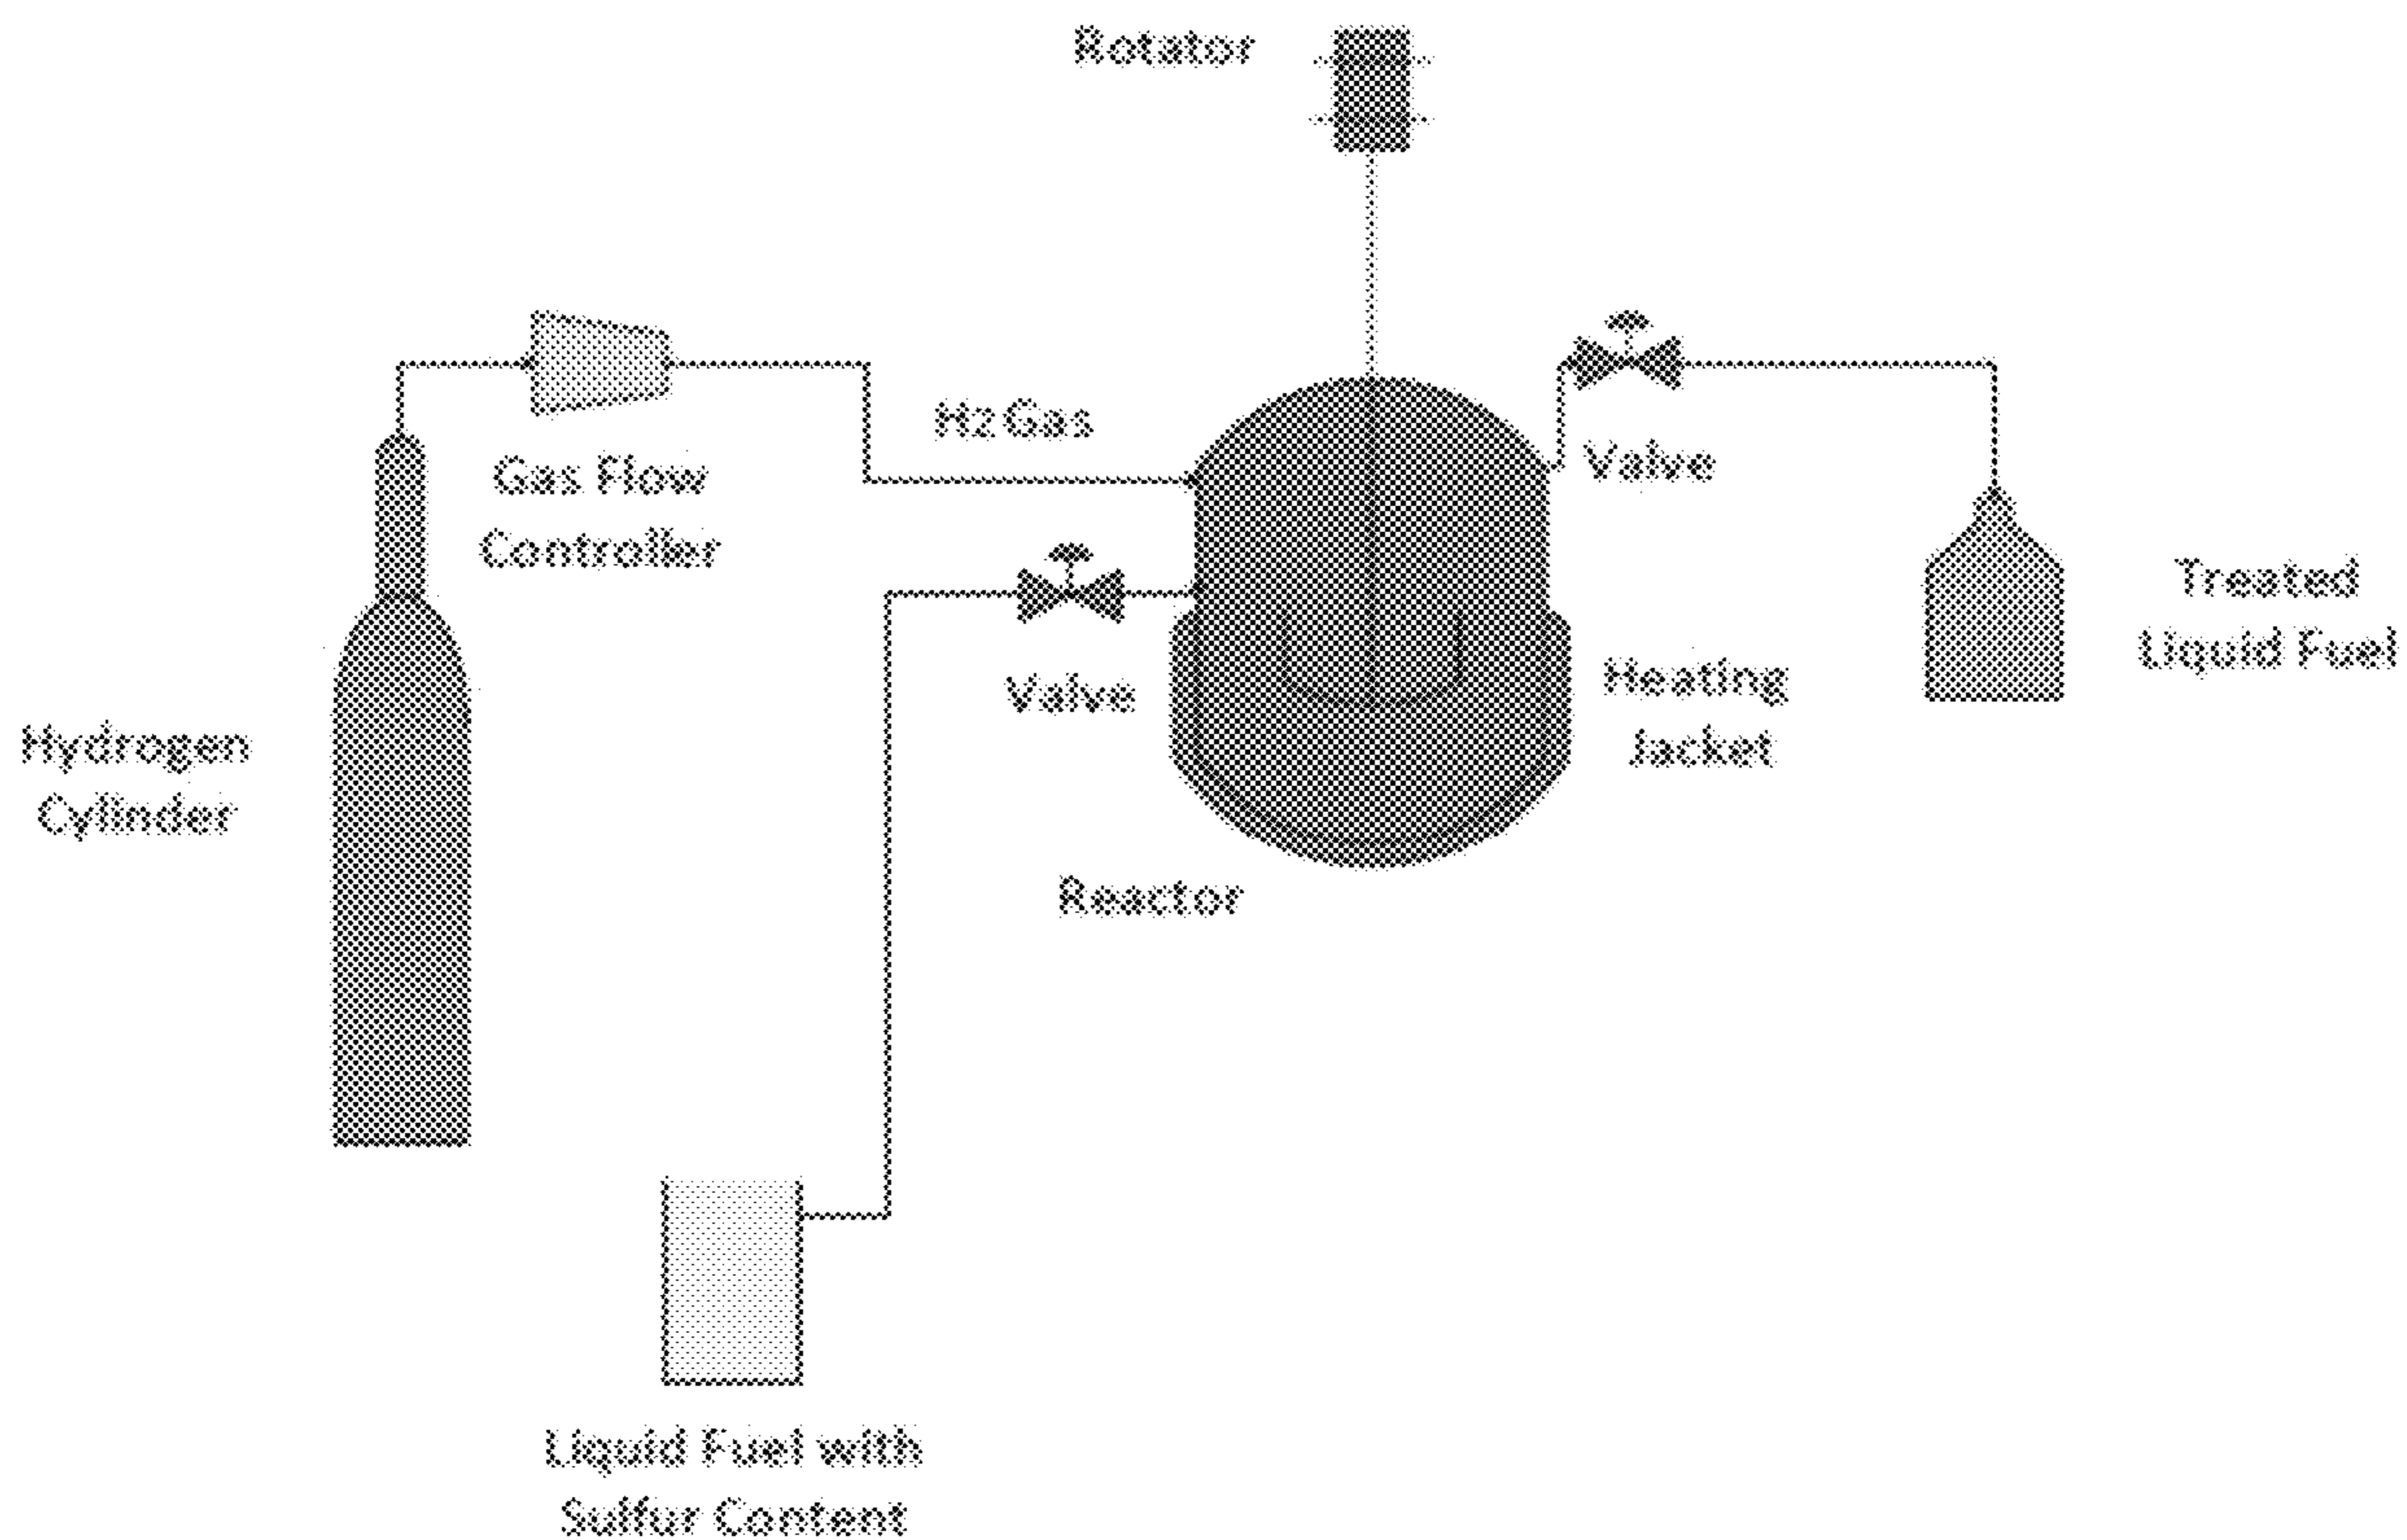 Rotator
H2 Gas
Gas Flow
Controller
Valve
Valve
Treated
Liquid Fuel
Heating
Jacket
Hydrogen
Cylinder
Reactor
Liquid Fuel with
Sulfur Content